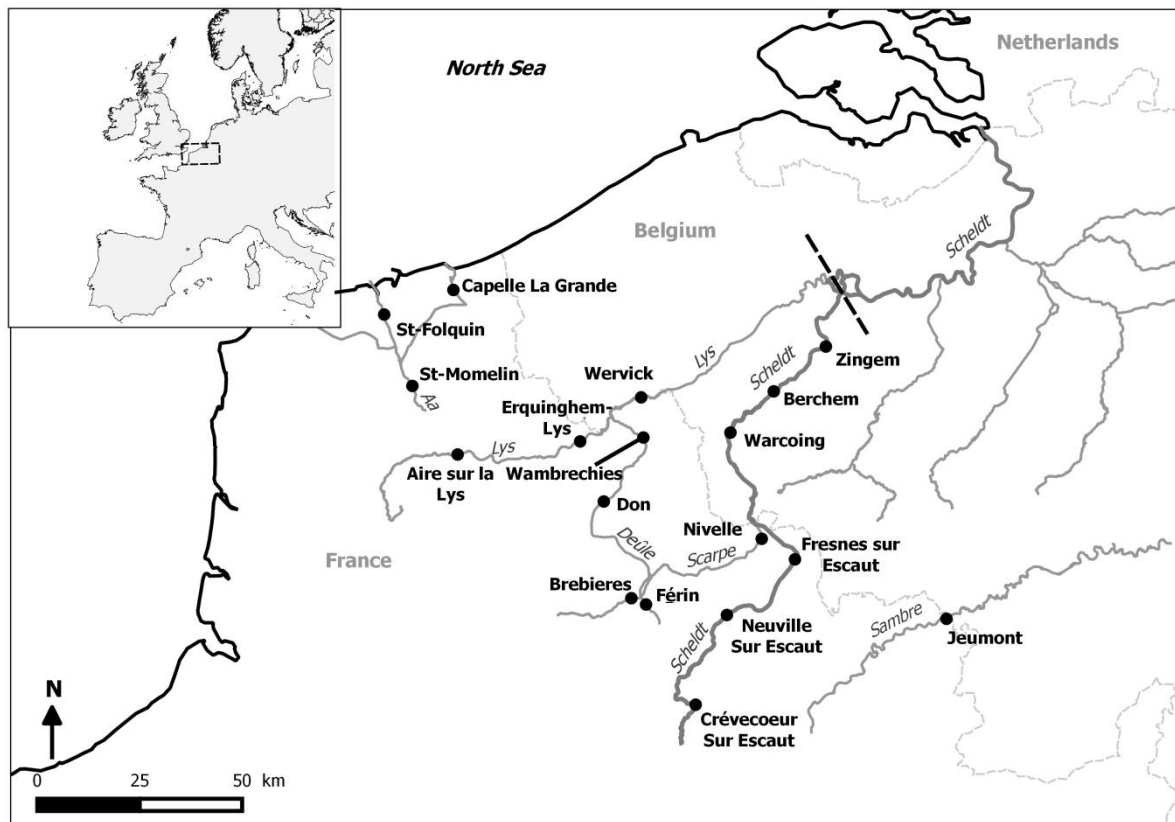 Netherlands
North Sea
Belgium
Scheldt
Capelle La Grande
St-Folquin
Zingem
Lys
Scheldt
St-Momelin
Wervick
Aa
Berchem
Erquinghem-
Lys
Warcoing
Lys
Aire sur la
Lys
Wambrechies
Don
Nivelle
Deûle
Scarpe
Fresnes sur
Escaut
France
Brebieres
Férin
Sambre
Neuville
Sur Escaut
Jeumont
Scheldt
N
Crévecoeur
Sur Escaut
0 25 50 km